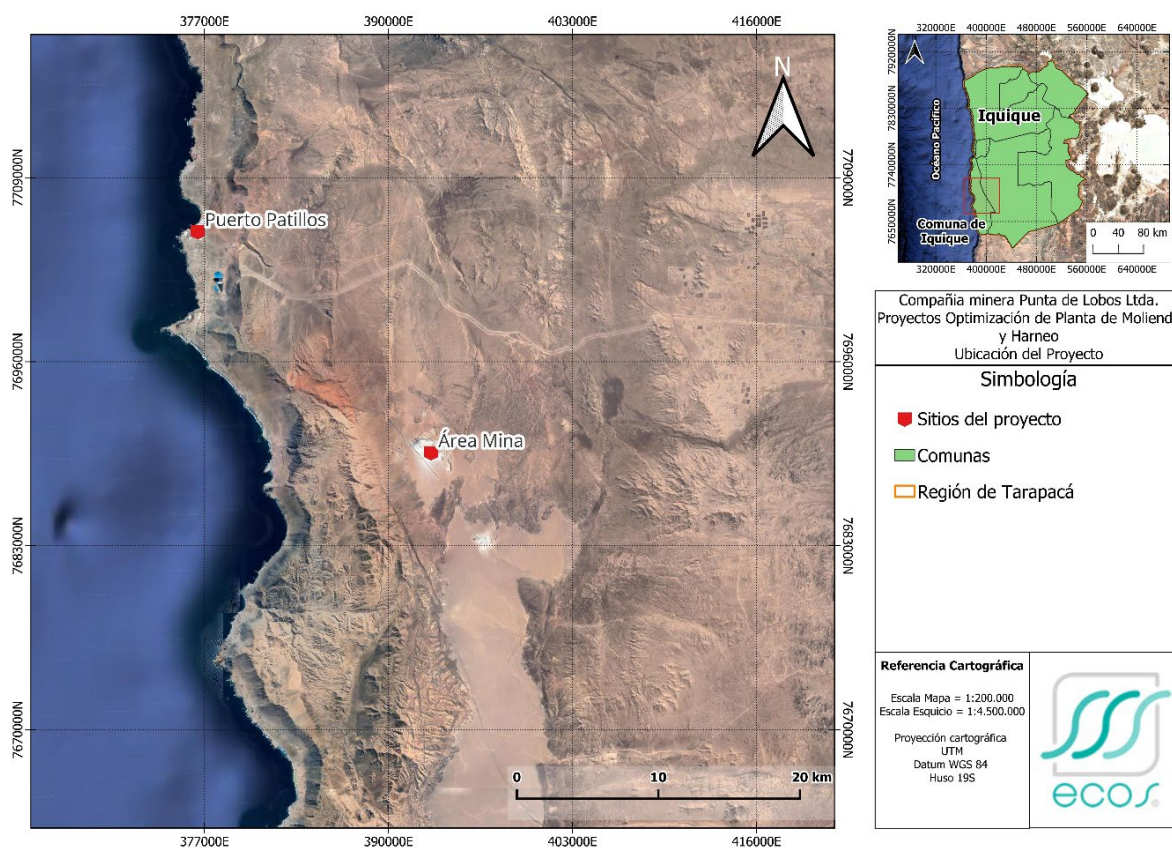 377000E 390000E 403000E 416000E
7709000N 7709000N
7696000N 7696000N
7683000N 7683000N
7670000N 7670000N
377000E 390000E 403000E 416000E
N
Puerto Patillos
Área Mina
0 10 20 km
320000E 400000E 480000E 560000E 640000E
7920000N 7920000N
7830000N 7830000N
7740000N 7740000N
7650000N 7650000N
320000E 400000E 480000E 560000E 640000E
Océano Pacífico
Iquique
Comuna de
Iquique
0 40 80 km
Compañia minera Punta de Lobos Ltda.
Proyectos Optimización de Planta de Moliend
y Harneo
Ubicación del Proyecto
Simbología
Sitios del proyecto
Comunas
Región de Tarapacá
Referencia Cartográfica
Escala Mapa = 1:200.000
Escala Esquicio = 1:4.500.000
Proyección cartográfica
UTM
Datum WGS 84
Huso 19S
ecos